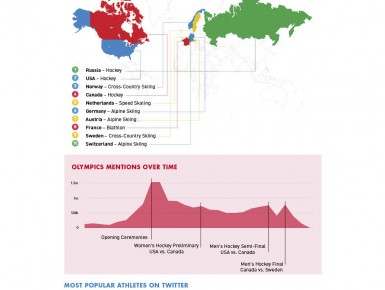 1 Russia – Hockey
2 USA – Hockey
3 Norway – Cross-Country Skiing
4 Canada – Hockey
5 Netherlands – Speed Skating
6 Germany – Alpine Skiing
7 Austria – Alpine Skiing
8 France – Biathlon
9 Sweden – Cross-Country Skiing
10 Switzerland – Alpine Skiing
OLYMPICS MENTIONS OVER TIME
1.5m
1m
500k
0
Opening Ceremonies
Women's Hockey Preliminary
USA vs. Canada
Men's Hockey Semi-Final
USA vs. Canada
Men's Hockey Final
Canada vs. Sweden
MOST POPULAR ATHLETES ON TWITTER